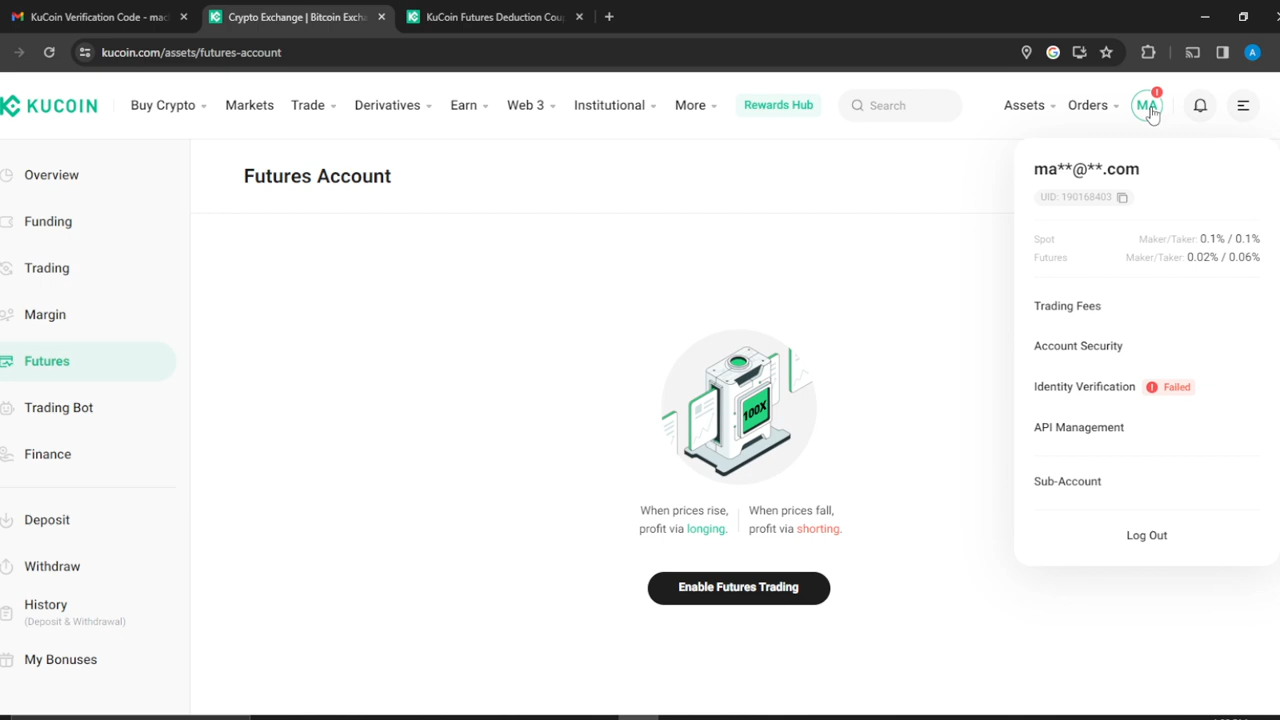 KuCoin Verification Code - mac
Crypto Exchange | Bitcoin Excha
KuCoin Futures Deduction Cou
kucoin.com/assets/futures-account
A
KUCOIN
Buy Crypto
Markets
Trade
Derivatives
Earn
Web 3
Institutional
More
Rewards Hub
Search
Assets
Orders
MA
Overview
Funding
Trading
Margin
Futures
Trading Bot
Finance
Deposit
Withdraw
History
(Deposit & Withdrawal)
My Bonuses
Futures Account
100X
When prices rise,
profit via longing.
When prices fall,
profit via shorting.
Enable Futures Trading
ma**@**.com
UID: 190168403
Spot Maker/Taker: 0.1% / 0.1%
Futures Maker/Taker: 0.02% / 0.06%
Trading Fees
Account Security
Identity Verification ! Failed
API Management
Sub-Account
Log Out